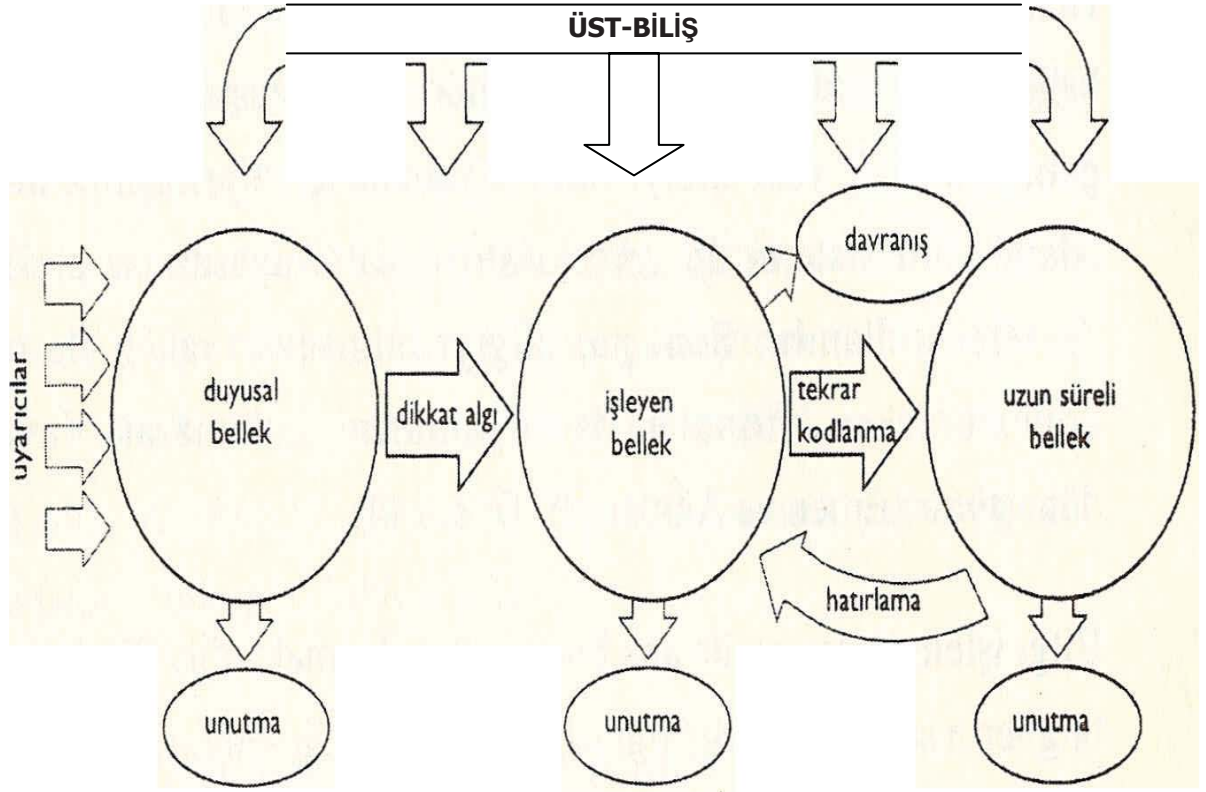 ÜST-BİLİŞ
davranış
uyarıcılar
duyusal
bellek
dikkat algı
işleyen
bellek
tekrar
kodlanma
uzun süreli
bellek
hatırlama
unutma
unutma
unutma